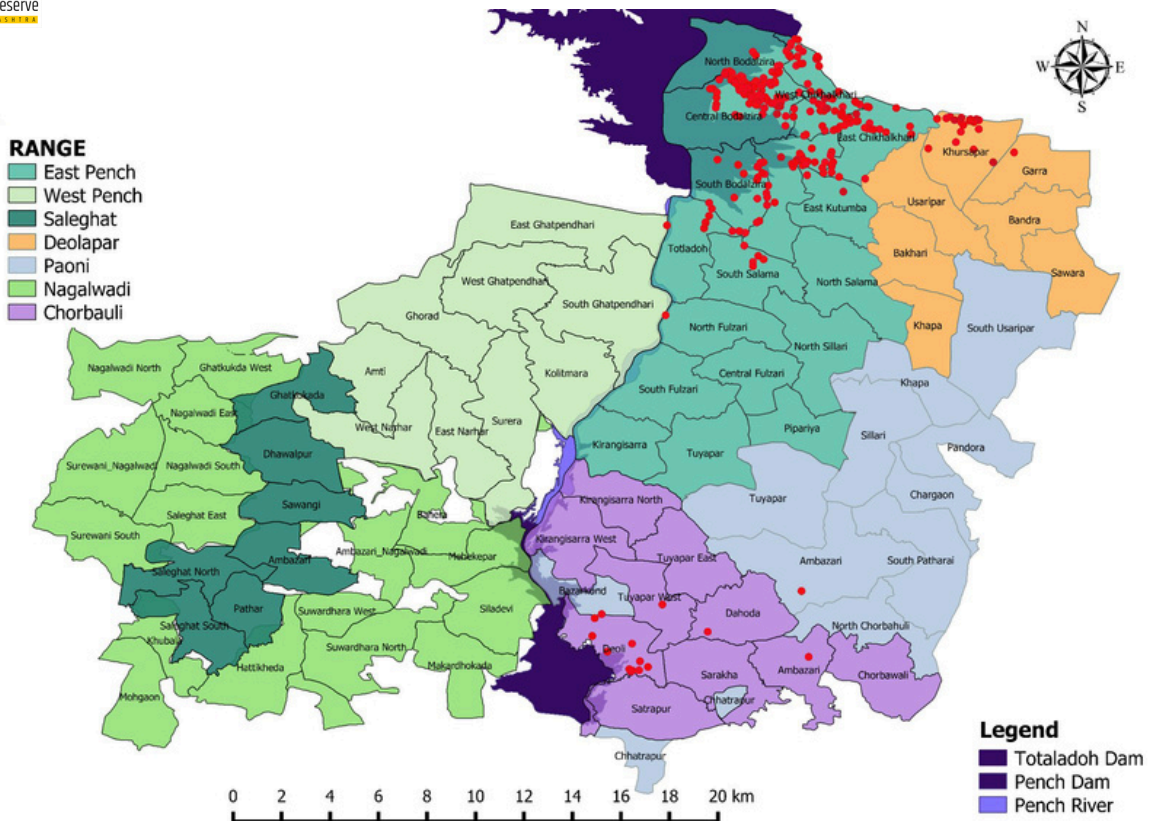 eserve
ASHTRA
N
W E
S
RANGE
East Pench
West Pench
Saleghat
Deolapar
Paoni
Nagalwadi
Chorbauli
North Bodalzira
West Chikhalkhari
Central Bodalzira
East Chikhalkhari
Khursapar
Garra
South Bodalzira
Usaripar
East Kutumba
Bandra
East Ghatpendhari
Totladoh
Bakhari
South Salama
Sawara
West Ghatpendhari
North Salama
South Ghatpendhari
Ghorad
North Fulzari
Khapa
South Usaripar
North Sillari
Nagalwadi North
Ghatkukda West
Amti
Kolitmara
Central Fulzari
Khapa
South Fulzari
Ghatkokada
Nagalwadi East
Surera
West Narhar
East Narhar
Pipariya
Sillari
Kirangisarra
Pandora
Dhawalpur
Tuyapar
Surewani_Nagalwadi
Nagalwadi South
Chargaon
Tuyapar
Kirangisarra North
Sawangi
Saleghat East
Bahera
Surewani South
Kirangisarra West
Ambazari_Nagalwadi
Mehekepar
Tuyapar East
Ambazari
Ambazari
South Patharai
Saleghat North
Bazarkond
Tuyapar West
Pathar
Suwardhara West
Siladevi
Dahoda
Saleghat South
North Chorbahuli
Khubala
Suwardhara North
Deoli
Hattikheda
Makardhokada
Sarakha
Ambazari
Chorbawali
Mohgaon
Satrapur
Chhatrapur
Chhatrapur
Legend
Totaladoh Dam
Pench Dam
Pench River
0 2 4 6 8 10 12 14 16 18 20 km